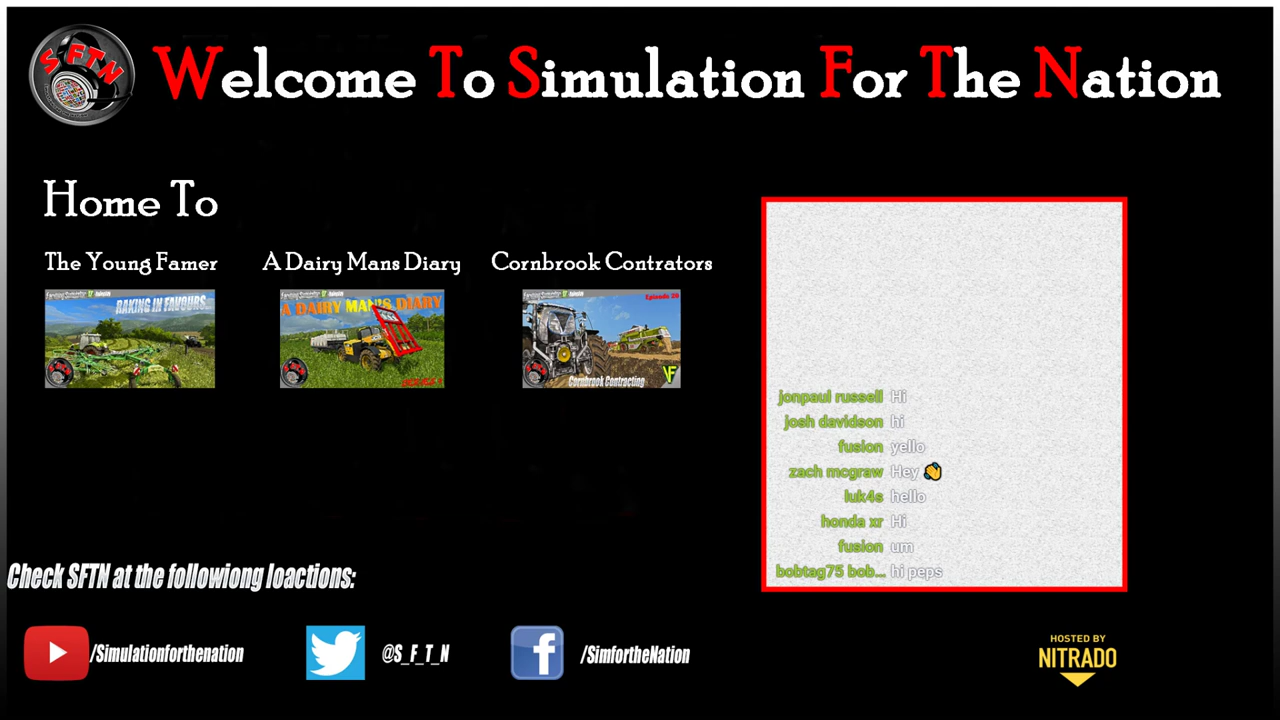 SFTN
Welcome To Simulation For The Nation
Home To
The Young Famer
A Dairy Mans Diary
Cornbrook Contrators
RAKING IN FAVOURS...
A DAIRY MAN'S DIARY
Episode 20
Cornbrook Contracting
jonpaul russell Hi
josh davidson hi
fusion yello
zach mcgraw Hey 👋
luk4s hello
honda xr Hi
fusion um
bobtag75 bob... hi peps
Check SFTN at the followiong loactions:
/Simulationforthenation
@S_F_T_N
/SimfortheNation
HOSTED BY
NITRADO